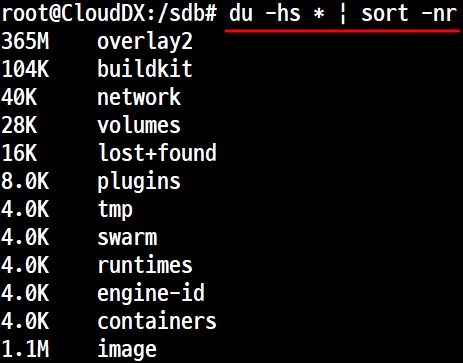 root@CloudDX:/sdb# du -hs * | sort -nr
365M    overlay2
104K    buildkit
40K     network
28K     volumes
16K     lost+found
8.0K    plugins
4.0K    tmp
4.0K    swarm
4.0K    runtimes
4.0K    engine-id
4.0K    containers
1.1M    image